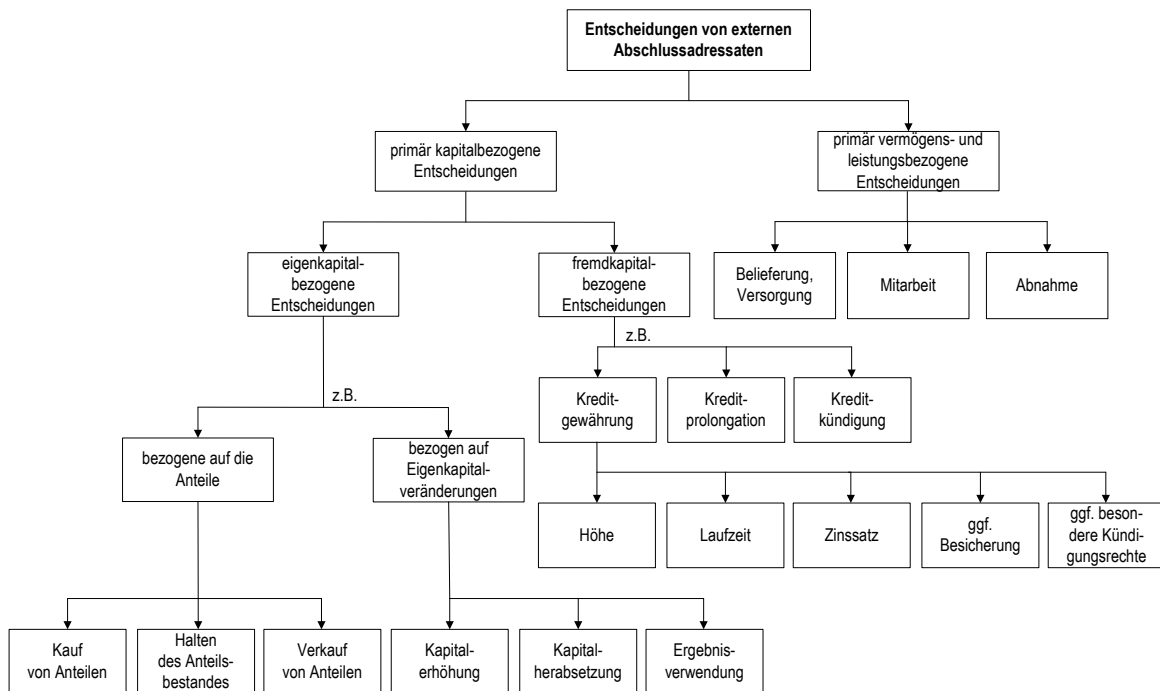 Entscheidungen von externen
Abschlussadressaten
primär kapitalbezogene
Entscheidungen
primär vermögens- und
leistungsbezogene
Entscheidungen
eigenkapital-
bezogene
Entscheidungen
fremdkapital-
bezogene
Entscheidungen
Belieferung,
Versorgung
Mitarbeit
Abnahme
z.B.
z.B.
Kredit-
gewährung
Kredit-
prolongation
Kredit-
kündigung
bezogene auf die
Anteile
bezogen auf
Eigenkapital-
veränderungen
Höhe
Laufzeit
Zinssatz
ggf.
Besicherung
ggf. beson-
dere Kündi-
gungsrechte
Kauf
von Anteilen
Halten
des Anteils-
bestandes
Verkauf
von Anteilen
Kapital-
erhöhung
Kapital-
herabsetzung
Ergebnis-
verwendung